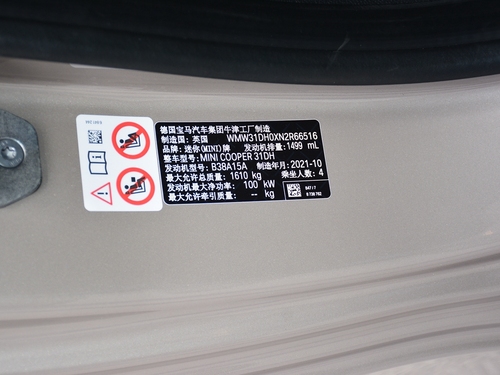 德国宝马汽车集团牛津工厂制造
制造国：英国 WMW31DH0XN2R66516
品牌：迷你(MINI)牌 发动机排量：1499 mL
整车型号：MINI COOPER 31DH
发动机型号：B38A15A 制造年月：2021-10
最大允许总质量：1610 kg 乘坐人数：4
发动机最大净功率：100 kW
最大允许牵引质量：-- kg